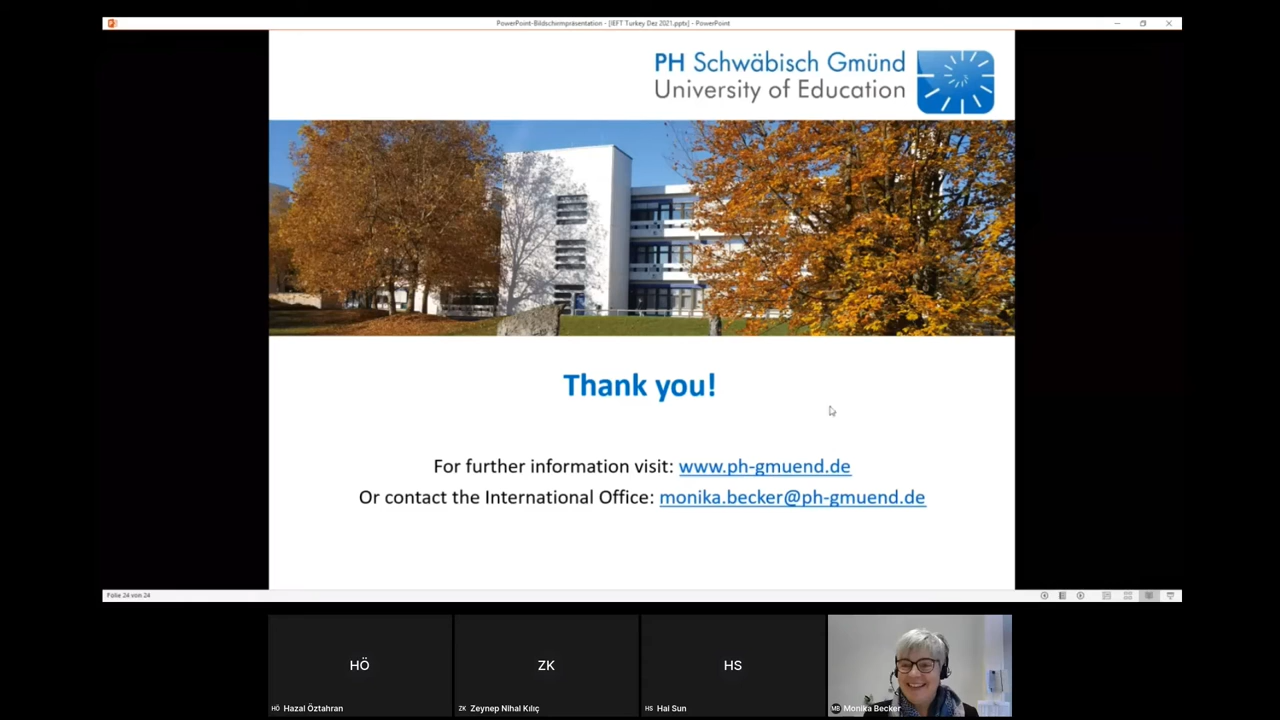 PowerPoint-Bildschirmpräsentation - [IEFT Turkey Dez 2021.pptx] - PowerPoint
PH Schwäbisch Gmünd
University of Education
Thank you!
For further information visit: www.ph-gmuend.de
Or contact the International Office: monika.becker@ph-gmuend.de
Folie 24 von 24
HÖ
ZK
HS
HÖ Hazal Öztahran
ZK Zeynep Nihal Kılıç
HS Hai Sun
MB Monika Becker